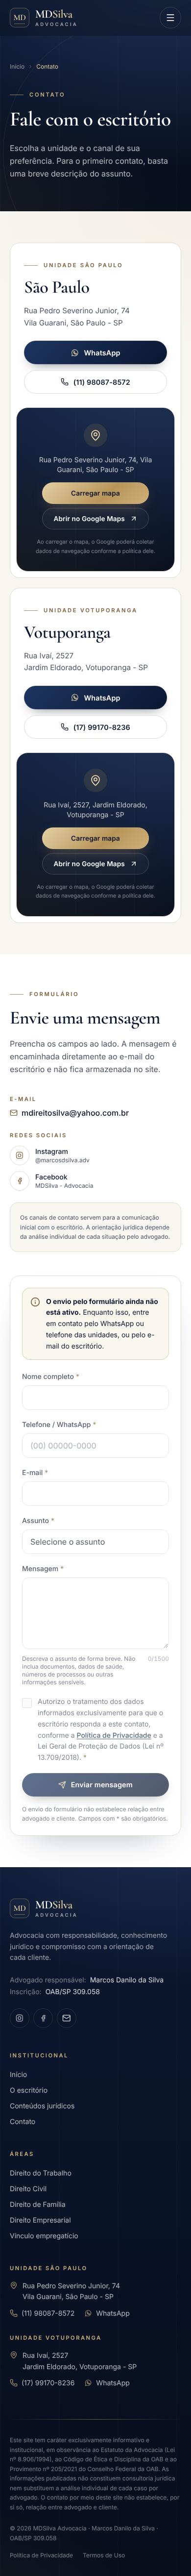 MD
MDSilva
ADVOCACIA
Início › Contato
CONTATO
Fale com o escritório
Escolha a unidade e o canal de sua
preferência. Para o primeiro contato, basta
uma breve descrição do assunto.
UNIDADE SÃO PAULO
São Paulo
Rua Pedro Severino Junior, 74
Vila Guarani, São Paulo - SP
WhatsApp
(11) 98087-8572
Rua Pedro Severino Junior, 74, Vila
Guarani, São Paulo - SP
Carregar mapa
Abrir no Google Maps
Ao carregar o mapa, o Google poderá coletar
dados de navegação conforme a política dele.
UNIDADE VOTUPORANGA
Votuporanga
Rua Ivaí, 2527
Jardim Eldorado, Votuporanga - SP
WhatsApp
(17) 99170-8236
Rua Ivaí, 2527, Jardim Eldorado,
Votuporanga - SP
Carregar mapa
Abrir no Google Maps
Ao carregar o mapa, o Google poderá coletar
dados de navegação conforme a política dele.
FORMULÁRIO
Envie uma mensagem
Preencha os campos ao lado. A mensagem é
encaminhada diretamente ao e-mail do
escritório e não fica armazenada no site.
E-MAIL
mdireitosilva@yahoo.com.br
REDES SOCIAIS
Instagram
@marcosdsilva.adv
Facebook
MDSilva - Advocacia
Os canais de contato servem para a comunicação
inicial com o escritório. A orientação jurídica depende
da análise individual de cada situação pelo advogado.
O envio pelo formulário ainda não
está ativo. Enquanto isso, entre
em contato pelo WhatsApp ou
telefone das unidades, ou pelo e-
mail do escritório.
Nome completo *
Telefone / WhatsApp *
(00) 00000-0000
E-mail *
Assunto *
Selecione o assunto
Mensagem *
Descreva o assunto de forma breve. Não
inclua documentos, dados de saúde,
números de processos ou outras
informações sensíveis.
0/1500
Autorizo o tratamento dos dados
informados exclusivamente para que o
escritório responda a este contato,
conforme a Política de Privacidade e a
Lei Geral de Proteção de Dados (Lei nº
13.709/2018). *
Enviar mensagem
O envio do formulário não estabelece relação entre
advogado e cliente. Campos com * são obrigatórios.
MD
MDSilva
ADVOCACIA
Advocacia com responsabilidade, conhecimento
jurídico e compromisso com a orientação de
cada cliente.
Advogado responsável: Marcos Danilo da Silva
Inscrição: OAB/SP 309.058
INSTITUCIONAL
Início
O escritório
Conteúdos jurídicos
Contato
ÁREAS
Direito do Trabalho
Direito Civil
Direito de Família
Direito Empresarial
Vínculo empregatício
UNIDADE SÃO PAULO
Rua Pedro Severino Junior, 74
Vila Guarani, São Paulo - SP
(11) 98087-8572 WhatsApp
UNIDADE VOTUPORANGA
Rua Ivaí, 2527
Jardim Eldorado, Votuporanga - SP
(17) 99170-8236 WhatsApp
Este site tem caráter exclusivamente informativo e
institucional, em observância ao Estatuto da Advocacia (Lei
nº 8.906/1994), ao Código de Ética e Disciplina da OAB e ao
Provimento nº 205/2021 do Conselho Federal da OAB. As
informações publicadas não constituem consultoria jurídica
nem substituem a análise individual de cada caso por
advogado. O contato por meio deste site não estabelece, por
si só, relação entre advogado e cliente.
© 2026 MDSilva Advocacia · Marcos Danilo da Silva ·
OAB/SP 309.058
Política de Privacidade Termos de Uso